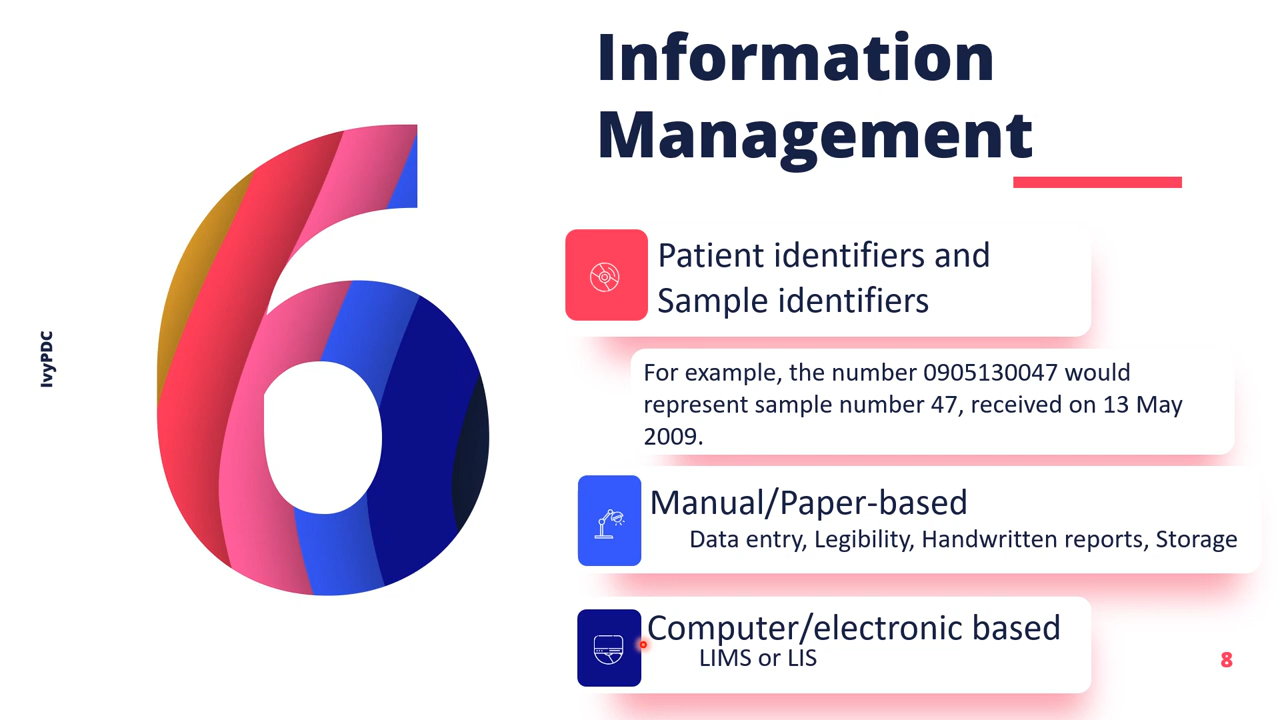 Information
Management
6
IvyPDC
Patient identifiers and
Sample identifiers
For example, the number 0905130047 would
represent sample number 47, received on 13 May
2009.
Manual/Paper-based
Data entry, Legibility, Handwritten reports, Storage
Computer/electronic based
LIMS or LIS
8